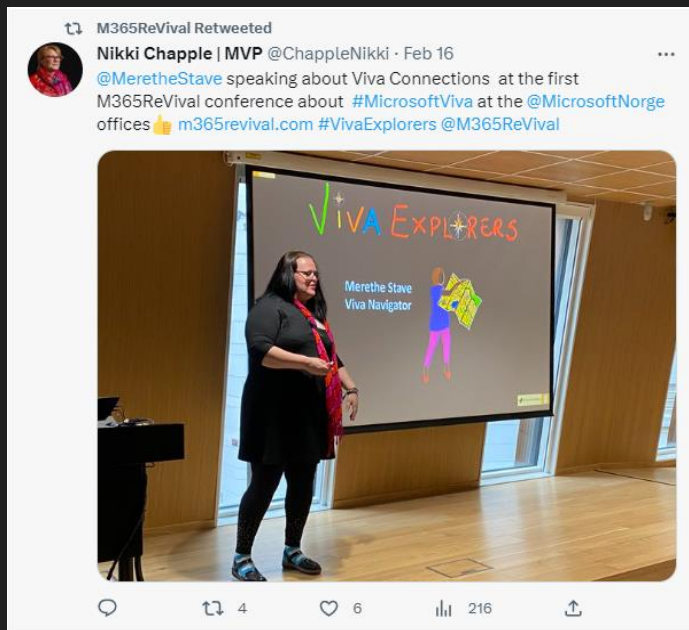 M365ReVival Retweeted
Nikki Chapple | MVP @ChappleNikki · Feb 16
@MeretheStave speaking about Viva Connections at the first
M365ReVival conference about #MicrosoftViva at the @MicrosoftNorge
offices👍 m365revival.com #VivaExplorers @M365ReVival
ViVA EXPLORERS
Merethe Stave
Viva Navigator
4 6 216